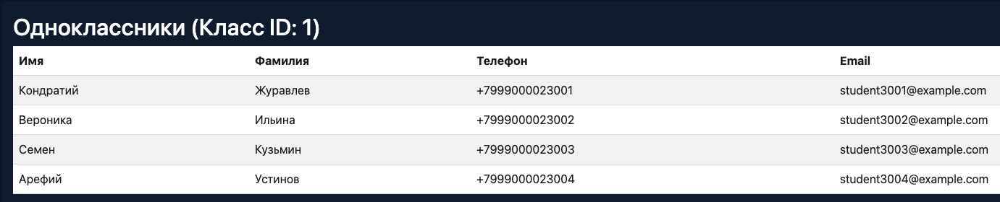 Одноклассники (Класс ID: 1)
Имя Фамилия Телефон Email
Кондратий Журавлев +7999000023001 student3001@example.com
Вероника Ильина +7999000023002 student3002@example.com
Семен Кузьмин +7999000023003 student3003@example.com
Арефий Устинов +7999000023004 student3004@example.com